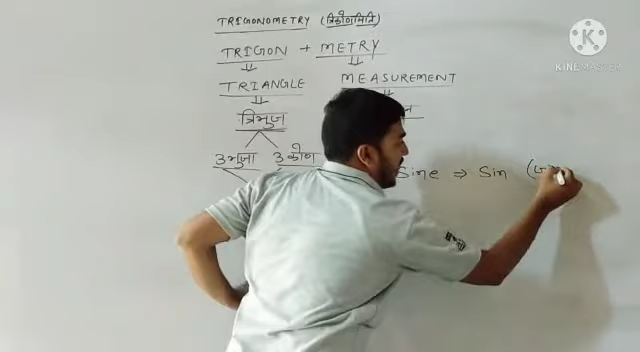 TRIGONOMETRY (त्रिकोणमिति)
TRIGON + METRY
TRIANGLE MEASUREMENT
त्रिभुज
3 भुजा 3 कोण
Sine ⇒ Sin
KINEMASTER